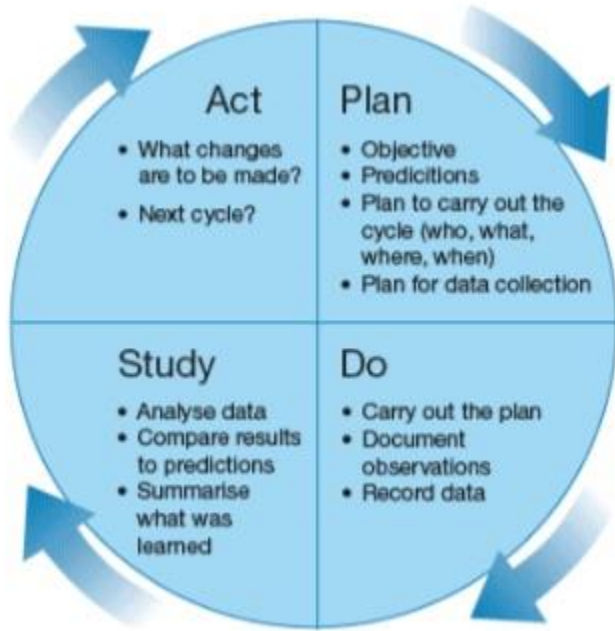 Act
• What changes
are to be made?
• Next cycle?
Plan
• Objective
• Predicitions
• Plan to carry out the
cycle (who, what,
where, when)
• Plan for data collection
Study
• Analyse data
• Compare results
to predictions
• Summarise
what was
learned
Do
• Carry out the plan
• Document
observations
• Record data